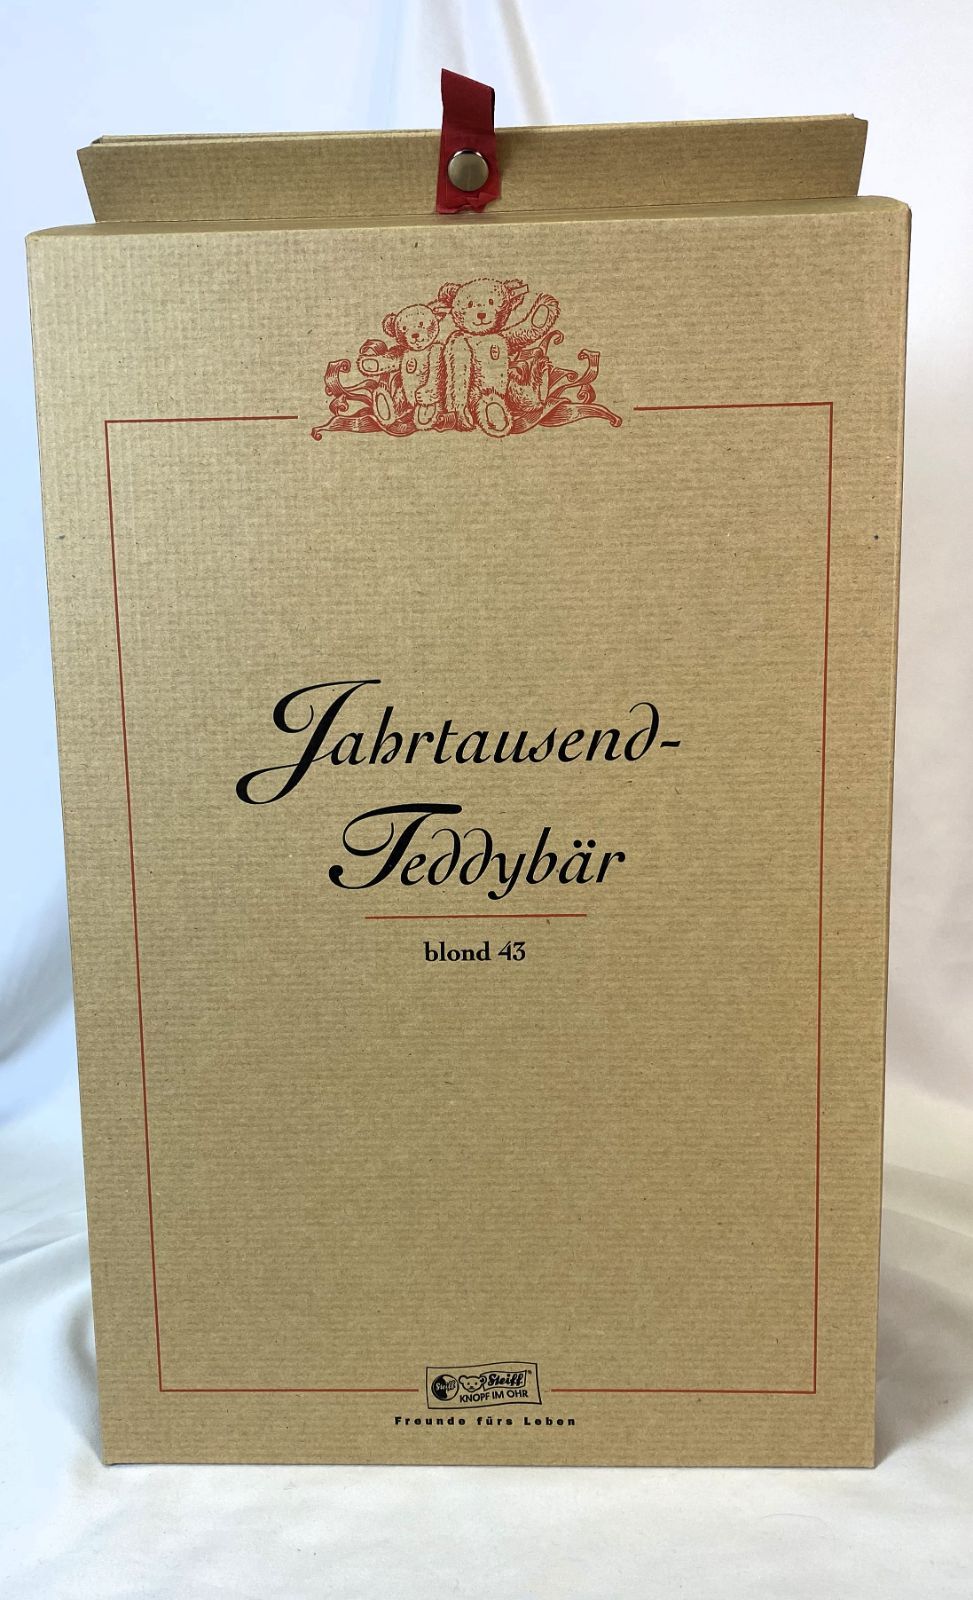 Jahrtausend-
Teddybär
blond 43
Steiff Steiff
KNOPF IM OHR
Freunde fürs Leben